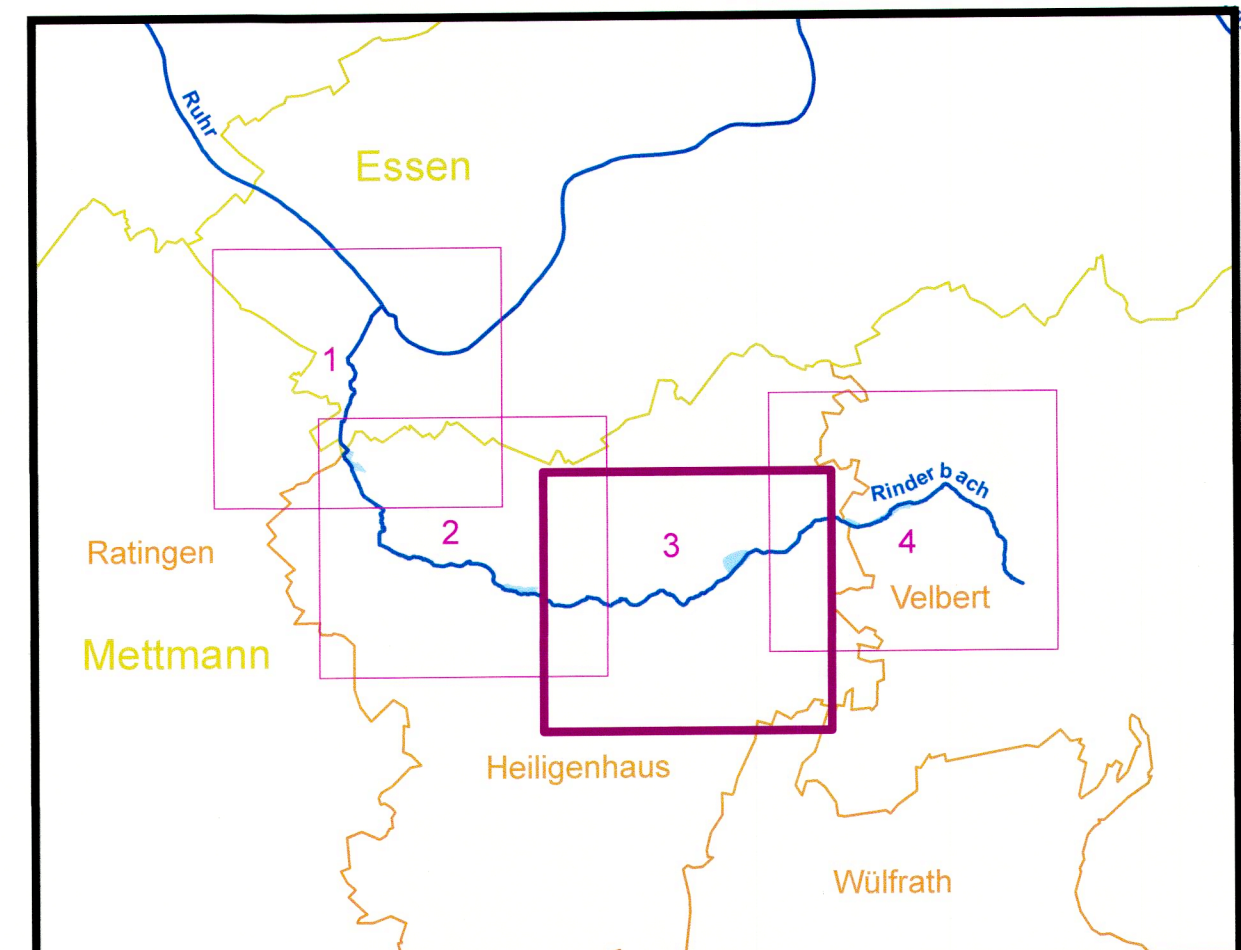 Ruhr
Essen
1
Rinderbach
2
3
4
Ratingen
Velbert
Mettmann
Heiligenhaus
Wülfrath